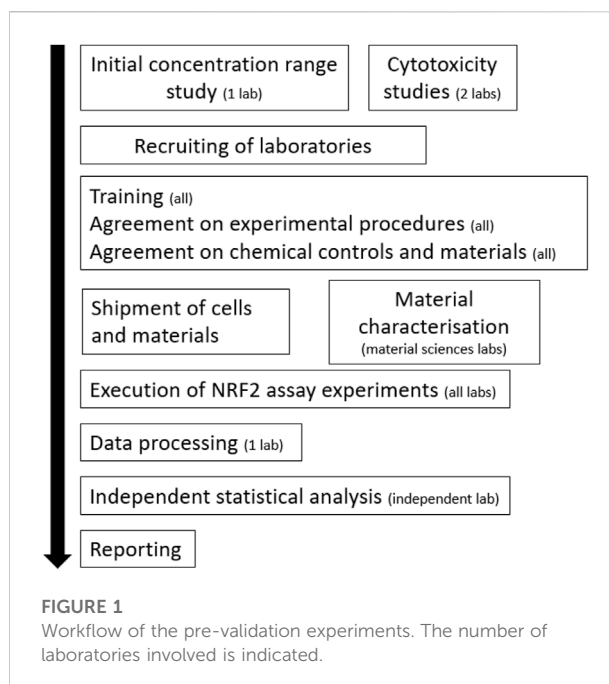 Initial concentration range
study (1 lab)
Cytotoxicity
studies (2 labs)
Recruiting of laboratories
Training (all)
Agreement on experimental procedures (all)
Agreement on chemical controls and materials (all)
Shipment of cells
and materials
Material
characterisation
(material sciences labs)
Execution of NRF2 assay experiments (all labs)
Data processing (1 lab)
Independent statistical analysis (independent lab)
Reporting
FIGURE 1
Workflow of the pre-validation experiments. The number of
laboratories involved is indicated.